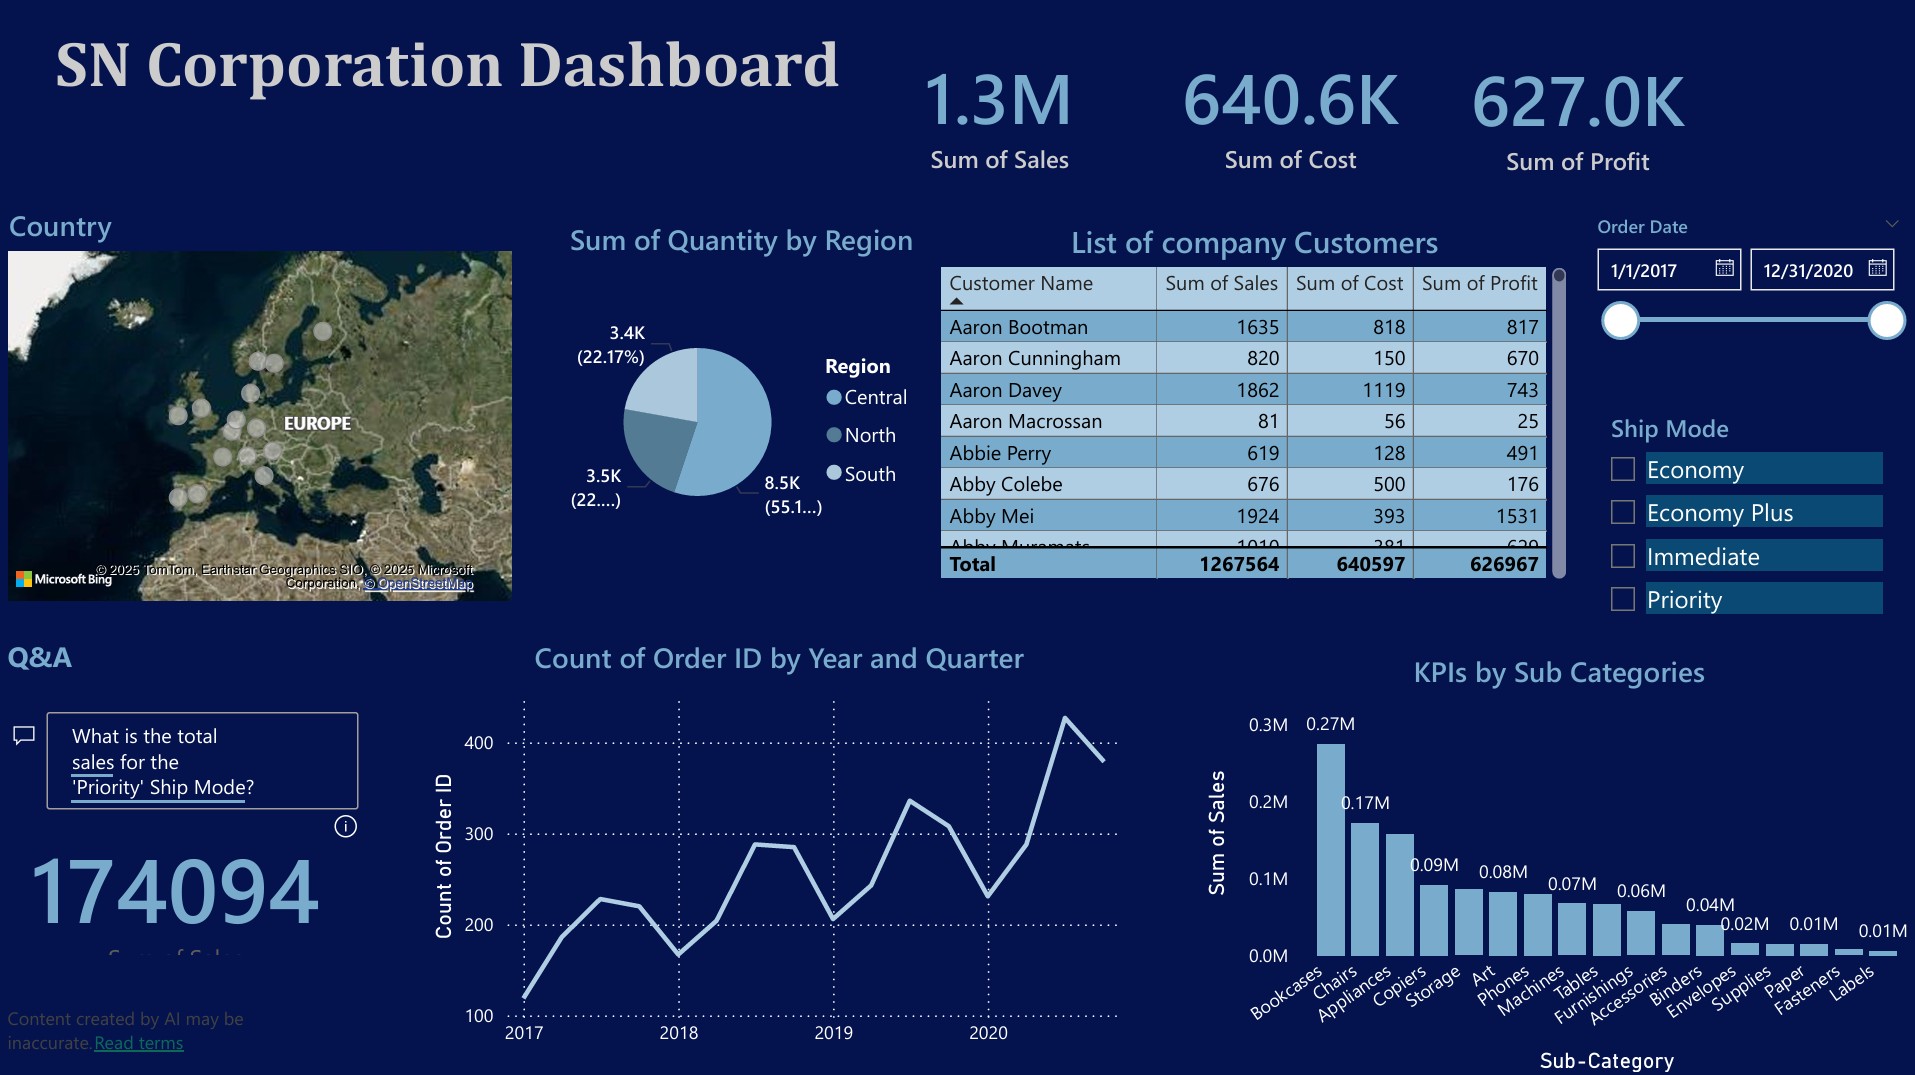 SN Corporation Dashboard
1.3M
Sum of Sales
640.6K
Sum of Cost
627.0K
Sum of Profit
Country
EUROPE
Microsoft Bing
© 2025 TomTom, Earthstar Geographics SIO, © 2025 Microsoft
Corporation, © OpenStreetMap
Sum of Quantity by Region
3.4K
(22.17%)
3.5K
(22....)
8.5K
(55.1...)
Region
Central
North
South
List of company Customers
Customer Name Sum of Sales Sum of Cost Sum of Profit
Aaron Bootman 1635 818 817
Aaron Cunningham 820 150 670
Aaron Davey 1862 1119 743
Aaron Macrossan 81 56 25
Abbie Perry 619 128 491
Abby Colebe 676 500 176
Abby Mei 1924 393 1531
Total 1267564 640597 626967
Order Date
1/1/2017 12/31/2020
Ship Mode
Economy
Economy Plus
Immediate
Priority
Q&A
What is the total
sales for the
'Priority' Ship Mode?
174094
Content created by AI may be
inaccurate. Read terms
Count of Order ID by Year and Quarter
Count of Order ID
400
300
200
100
2017 2018 2019 2020
KPIs by Sub Categories
Sum of Sales
0.3M
0.2M
0.1M
0.0M
0.27M
0.17M
0.09M
0.08M
0.07M
0.06M
0.04M
0.02M
0.01M
0.01M
Bookcases
Chairs
Appliances
Copiers
Storage
Art
Phones
Machines
Tables
Furnishings
Accessories
Binders
Envelopes
Supplies
Paper
Fasteners
Labels
Sub-Category